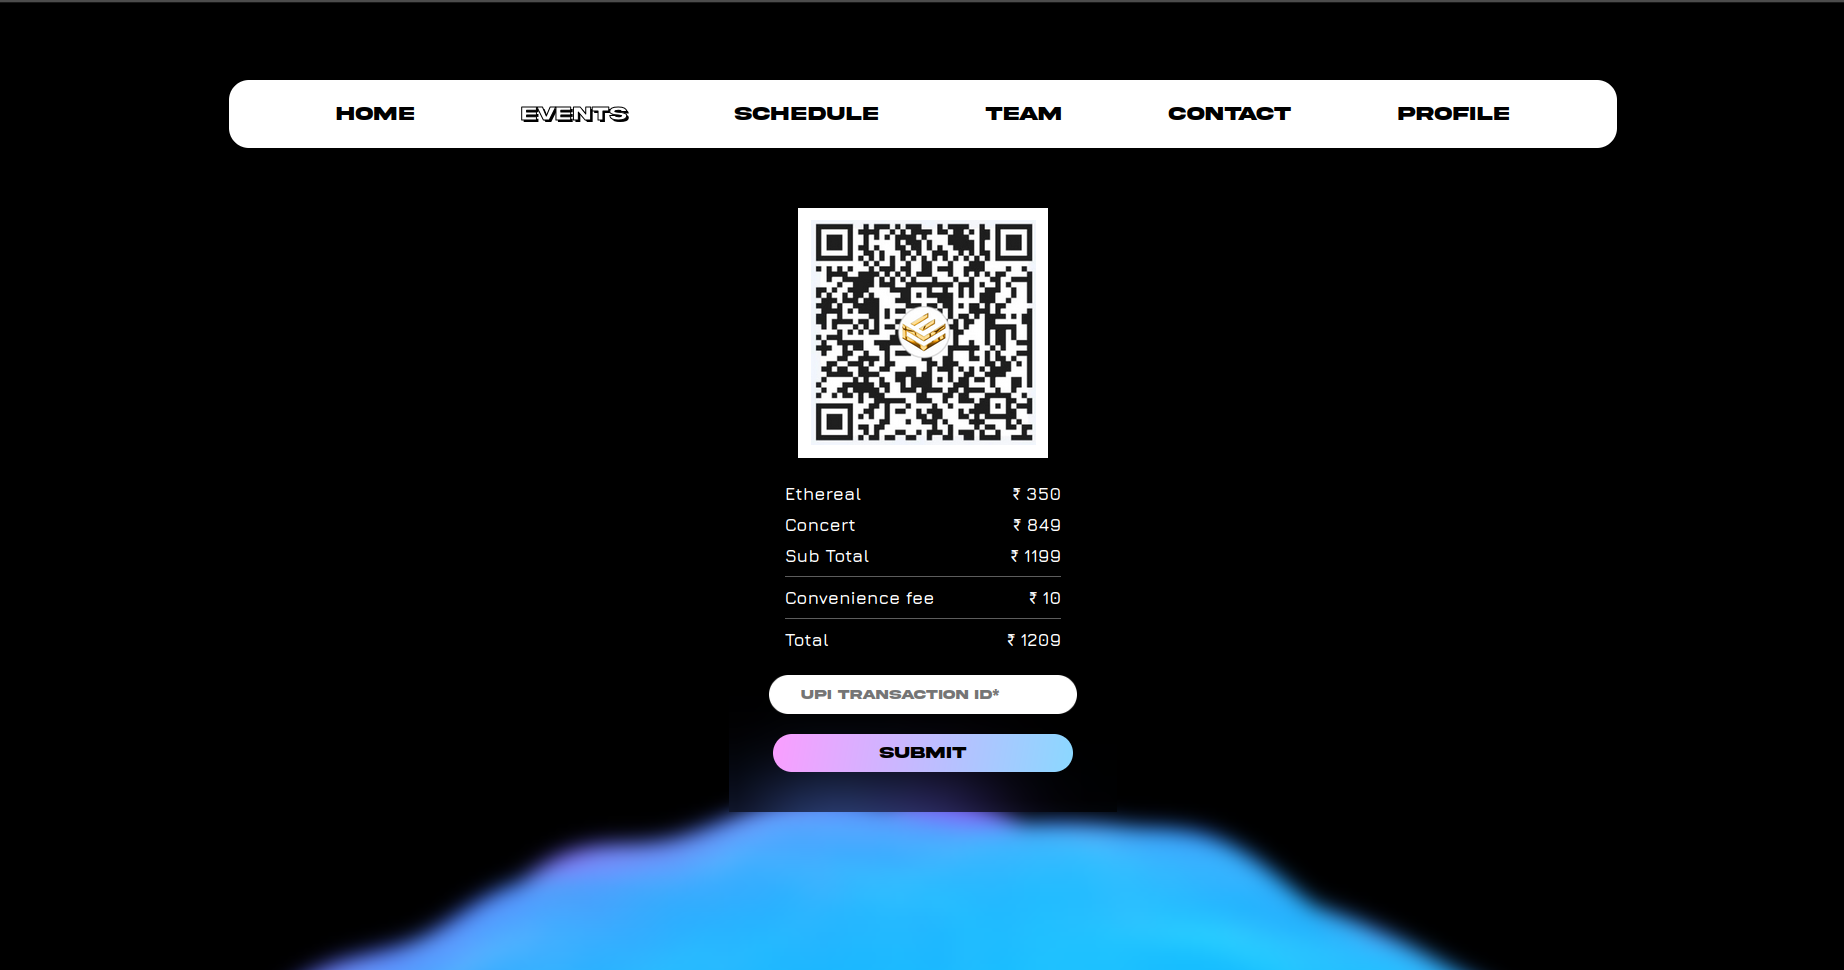 HOME EVENTS SCHEDULE TEAM CONTACT PROFILE
Ethereal ₹ 350
Concert ₹ 849
Sub Total ₹ 1199
Convenience fee ₹ 10
Total ₹ 1209
UPI TRANSACTION ID*
SUBMIT